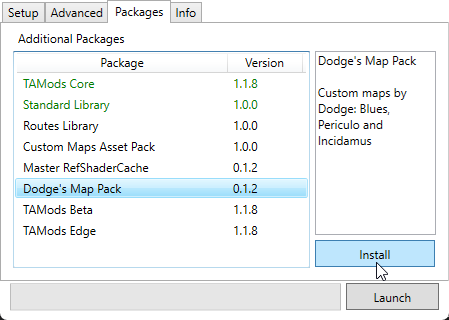 Setup Advanced Packages Info
Additional Packages
Package Version
TAMods Core 1.1.8
Standard Library 1.0.0
Routes Library 1.0.0
Custom Maps Asset Pack 1.0.0
Master RefShaderCache 0.1.2
Dodge's Map Pack 0.1.2
TAMods Beta 1.1.8
TAMods Edge 1.1.8
Dodge's Map Pack
Custom maps by
Dodge: Blues,
Periculo and
Incidamus
Install
Launch